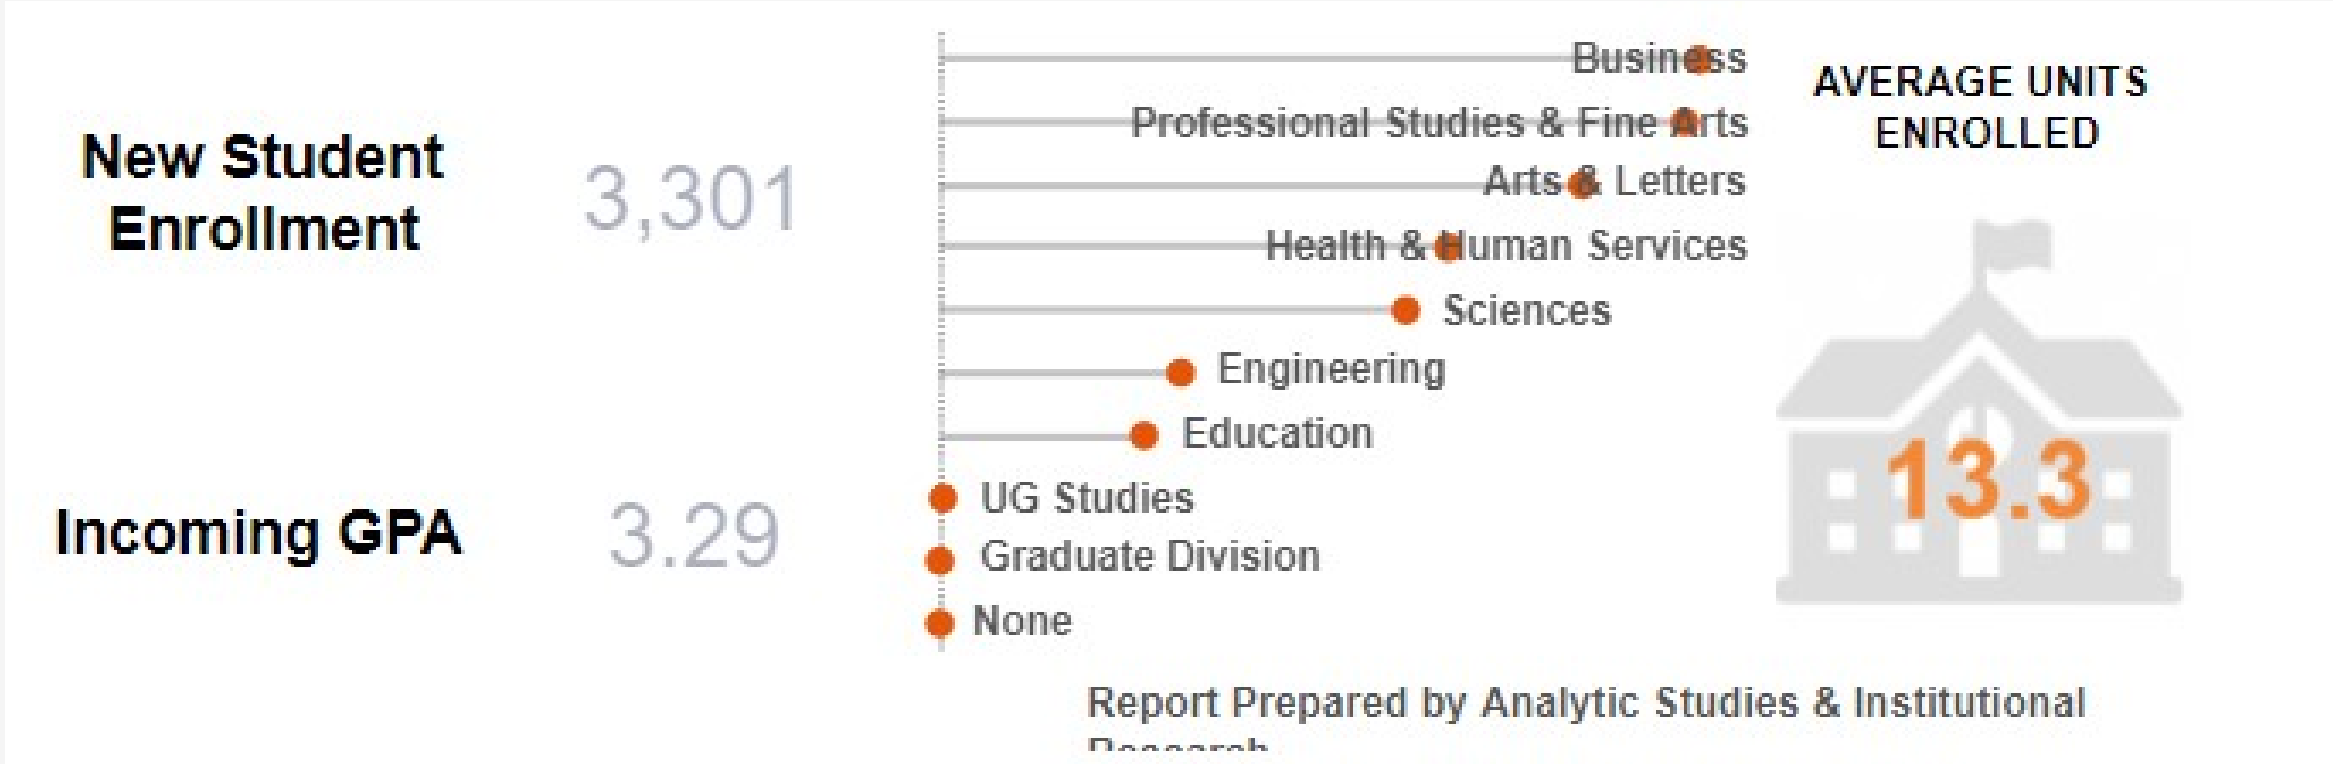 New Student
Enrollment
3,301
Incoming GPA
3.29
Business
Professional Studies & Fine Arts
Arts & Letters
Health & Human Services
Sciences
Engineering
Education
UG Studies
Graduate Division
None
AVERAGE UNITS
ENROLLED
13.3
Report Prepared by Analytic Studies & Institutional
Research